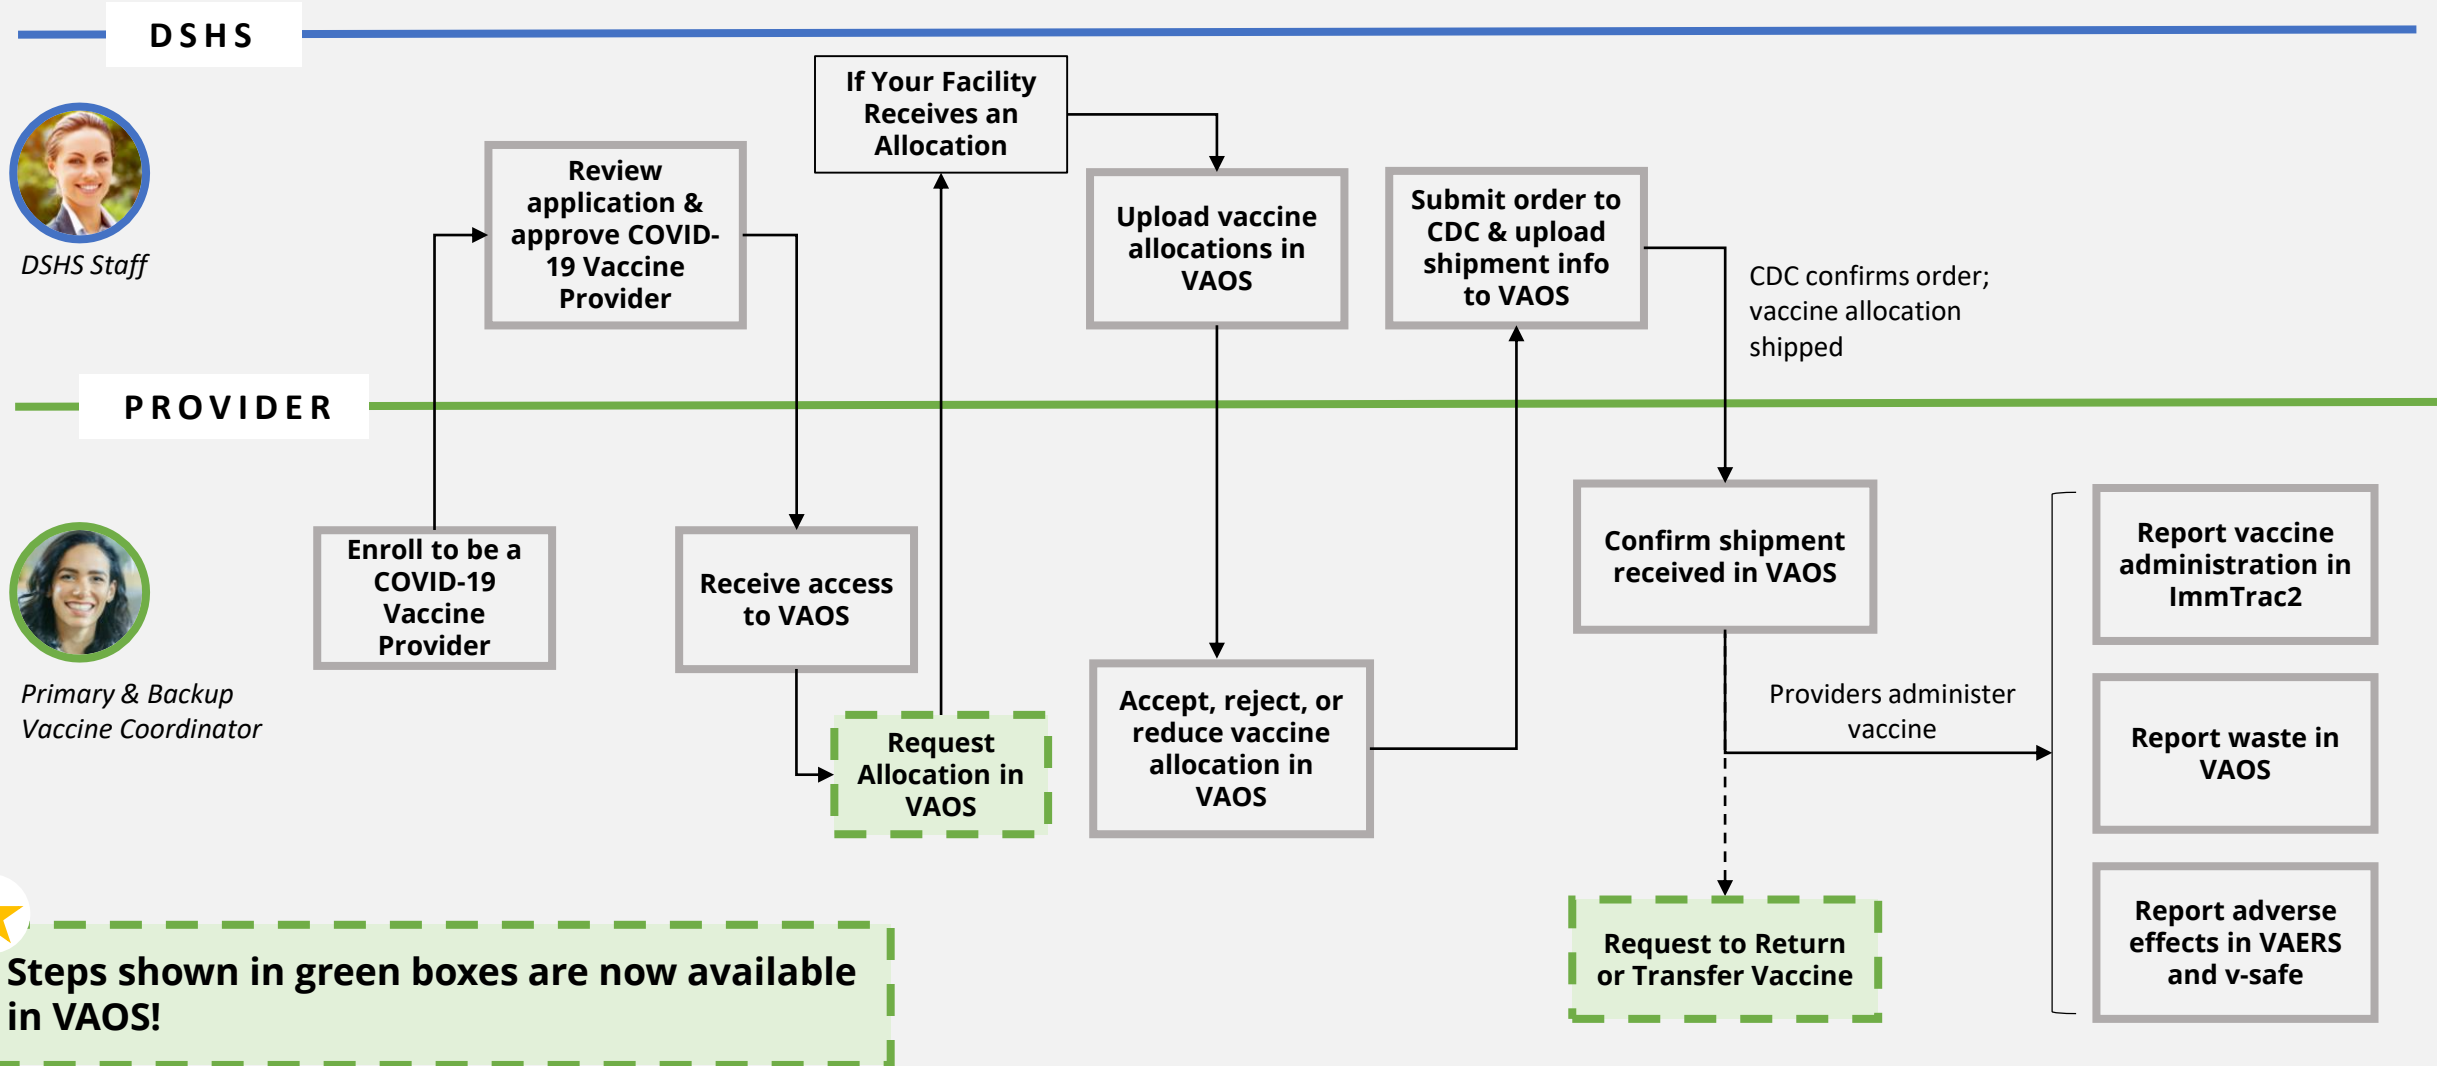 DSHS
DSHS Staff
Review
application &
approve COVID-
19 Vaccine
Provider
If Your Facility
Receives an
Allocation
Upload vaccine
allocations in
VAOS
Submit order to
CDC & upload
shipment info
to VAOS
CDC confirms order;
vaccine allocation
shipped
PROVIDER
Primary & Backup
Vaccine Coordinator
Enroll to be a
COVID-19
Vaccine
Provider
Receive access
to VAOS
Request
Allocation in
VAOS
Accept, reject, or
reduce vaccine
allocation in
VAOS
Confirm shipment
received in VAOS
Providers administer
vaccine
Request to Return
or Transfer Vaccine
Report vaccine
administration in
ImmTrac2
Report waste in
VAOS
Report adverse
effects in VAERS
and v-safe
Steps shown in green boxes are now available
in VAOS!